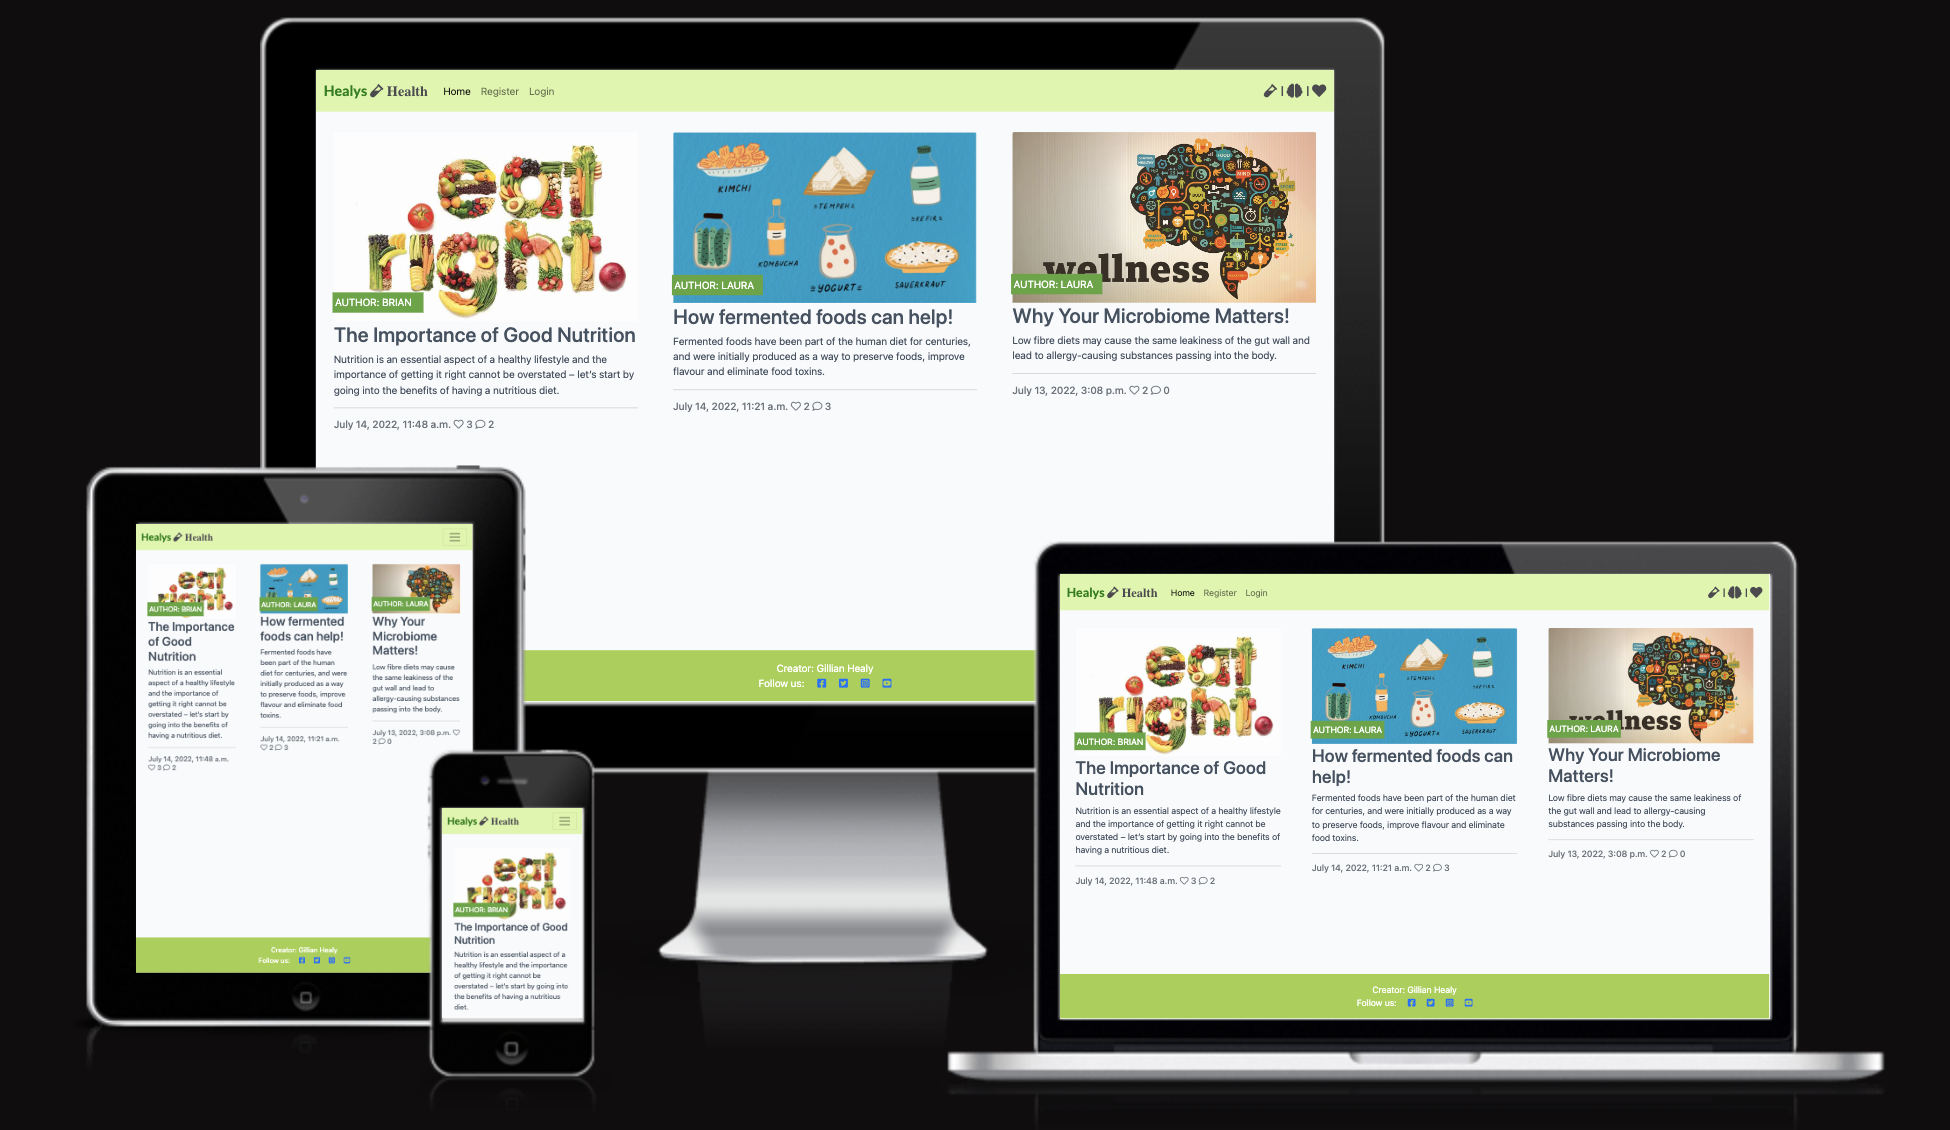 Healys Health Home Register Login
eat right.
AUTHOR: BRIAN
The Importance of Good Nutrition
Nutrition is an essential aspect of a healthy lifestyle and the
importance of getting it right cannot be overstated – let's start by
going into the benefits of having a nutritious diet.
July 14, 2022, 11:48 a.m. 3 2
KIMCHI
=TEMPEH=
=KEFIR=
KOMBUCHA
=YOGURT=
SAUERKRAUT
AUTHOR: LAURA
How fermented foods can help!
Fermented foods have been part of the human diet for centuries,
and were initially produced as a way to preserve foods, improve
flavour and eliminate food toxins.
July 14, 2022, 11:21 a.m. 2 3
wellness
AUTHOR: LAURA
Why Your Microbiome Matters!
Low fibre diets may cause the same leakiness of the gut wall and
lead to allergy-causing substances passing into the body.
July 13, 2022, 3:08 p.m. 2 0
Creator: Gillian Healy
Follow us:
Healys Health
eat right.
AUTHOR: BRIAN
The Importance
of Good
Nutrition
Nutrition is an essential
aspect of a healthy lifestyle
and the importance of
getting it right cannot be
overstated – let's start by
going into the benefits of
having a nutritious diet.
July 14, 2022, 11:48 a.m.
3 2
AUTHOR: LAURA
How fermented
foods can help!
Fermented foods have
been part of the human
diet for centuries, and were
initially produced as a way
to preserve foods, improve
flavour and eliminate food
toxins.
July 14, 2022, 11:21 a.m.
2 3
AUTHOR: LAURA
Why Your
Microbiome
Matters!
Low fibre diets may cause
the same leakiness of the
gut wall and lead to
allergy-causing substances
passing into the body.
July 13, 2022, 3:08 p.m.
2 0
Creator: Gillian Healy
Follow us:
Healys Health
eat right.
AUTHOR: BRIAN
The Importance of Good
Nutrition
Nutrition is an essential aspect of a
healthy lifestyle and the importance
of getting it right cannot be
overstated – let's start by going into
the benefits of having a nutritious
diet.
Healys Health Home Register Login
eat right.
AUTHOR: BRIAN
The Importance of Good
Nutrition
Nutrition is an essential aspect of a healthy lifestyle
and the importance of getting it right cannot be
overstated – let's start by going into the benefits of
having a nutritious diet.
July 14, 2022, 11:48 a.m. 3 2
KIMCHI
=TEMPEH=
=KEFIR=
KOMBUCHA
=YOGURT=
SAUERKRAUT
AUTHOR: LAURA
How fermented foods can
help!
Fermented foods have been part of the human diet
for centuries, and were initially produced as a way
to preserve foods, improve flavour and eliminate
food toxins.
July 14, 2022, 11:21 a.m. 2 3
wellness
AUTHOR: LAURA
Why Your Microbiome
Matters!
Low fibre diets may cause the same leakiness of
the gut wall and lead to allergy-causing
substances passing into the body.
July 13, 2022, 3:08 p.m. 2 0
Creator: Gillian Healy
Follow us: